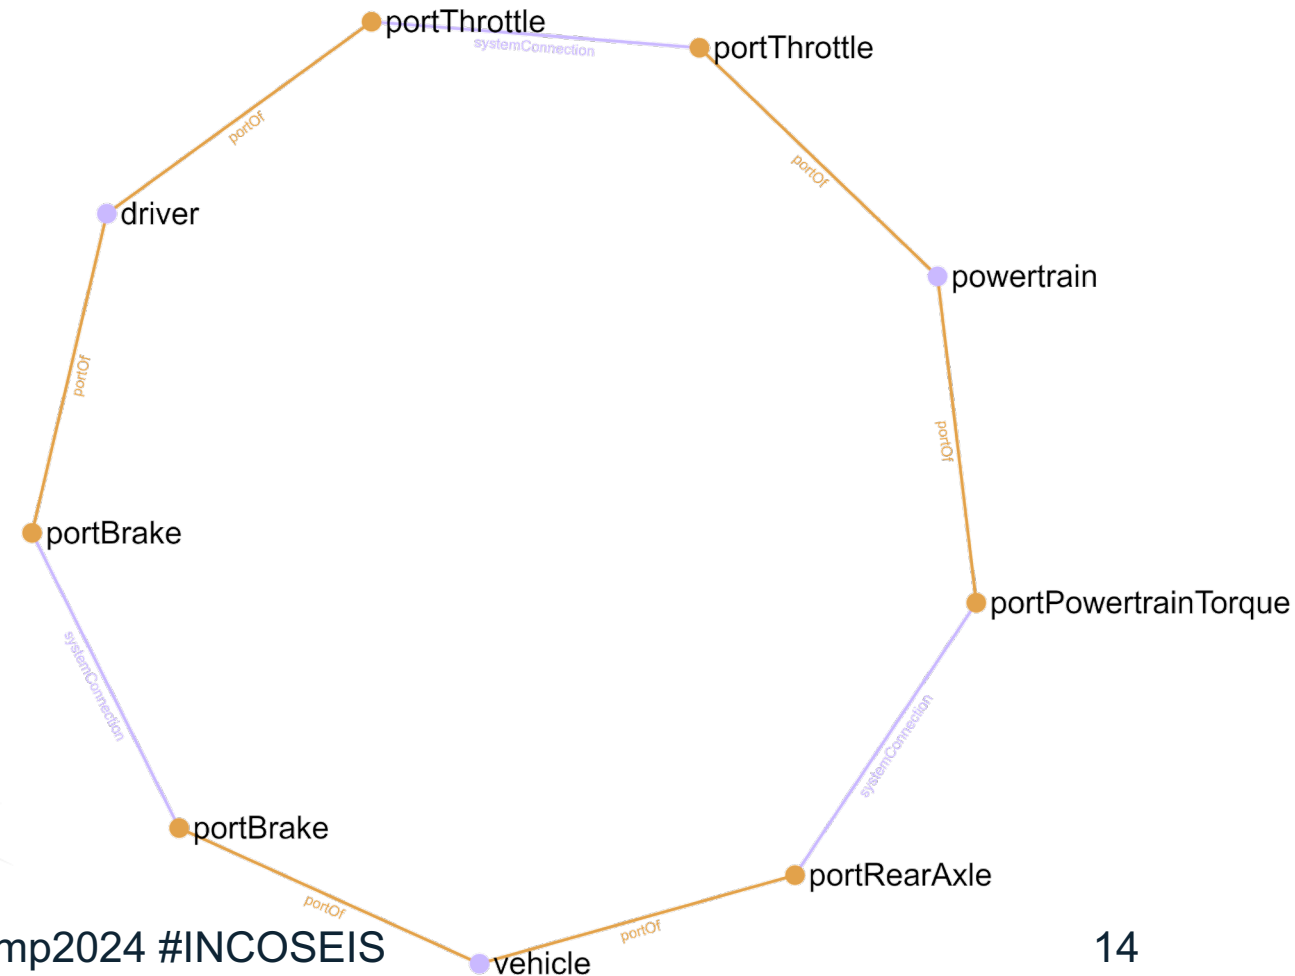 portThrottle
systemConnection
portThrottle
portOf
portOf
driver
powertrain
portOf
portOf
portBrake
portPowertrainTorque
systemConnection
systemConnection
portBrake
portRearAxle
portOf
portOf
mp2024 #INCOSEIS
14
vehicle